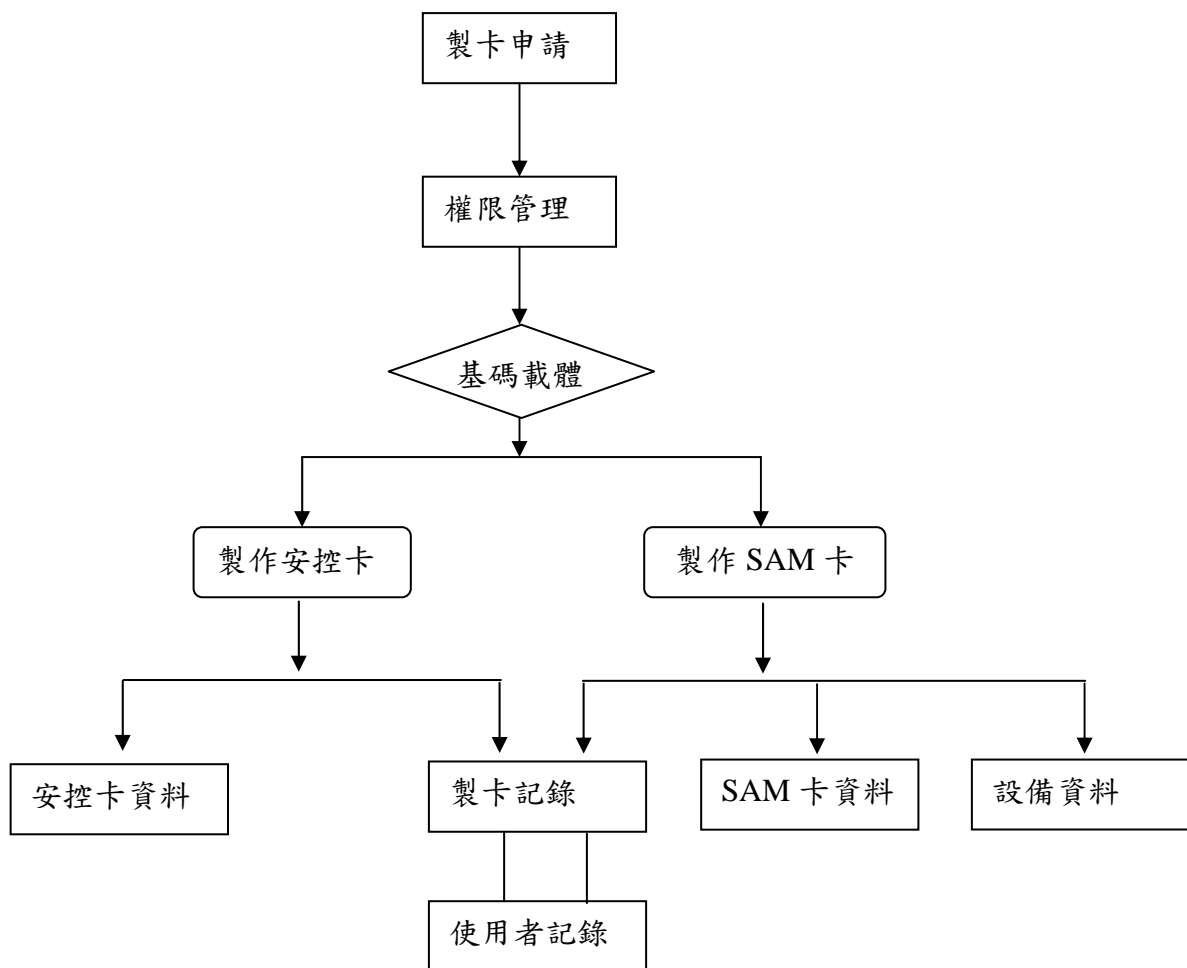 製卡申請
權限管理
基碼載體
製作安控卡
製作 SAM 卡
安控卡資料
製卡記錄
SAM 卡資料
設備資料
使用者記錄